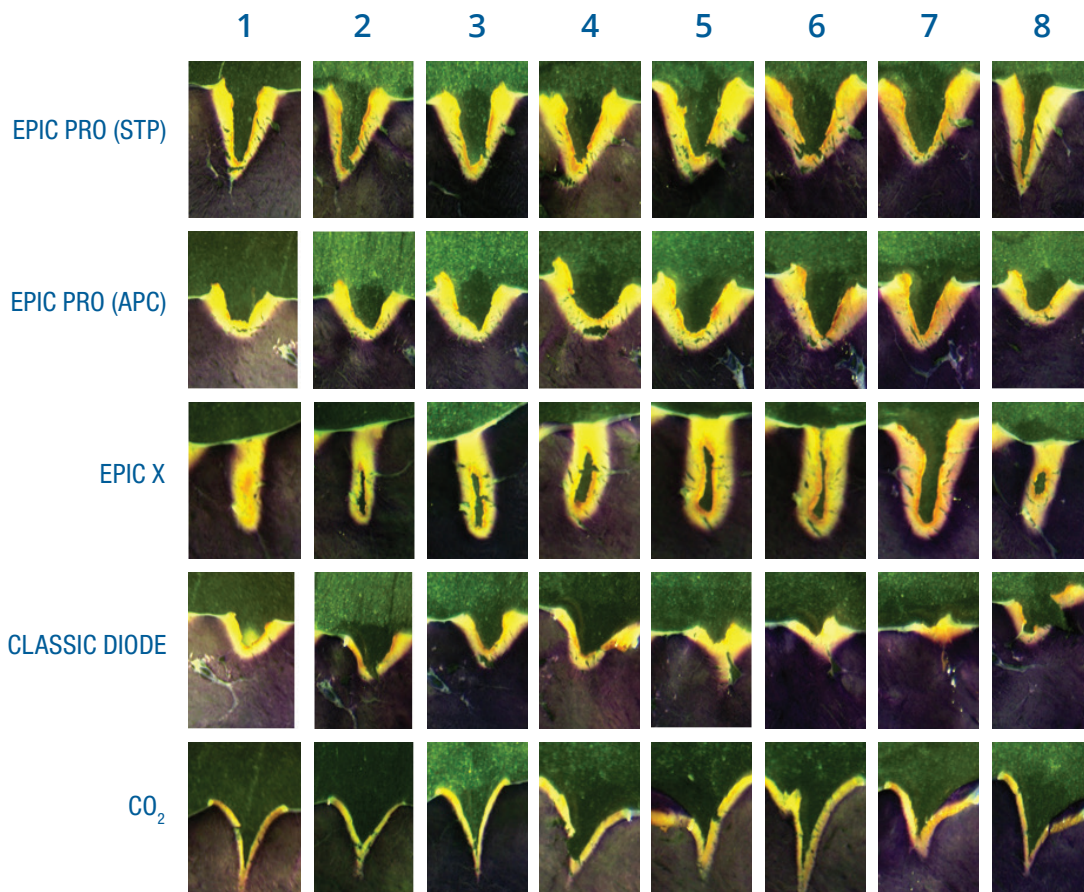 1 2 3 4 5 6 7 8
EPIC PRO (STP)
EPIC PRO (APC)
EPIC X
CLASSIC DIODE
CO₂